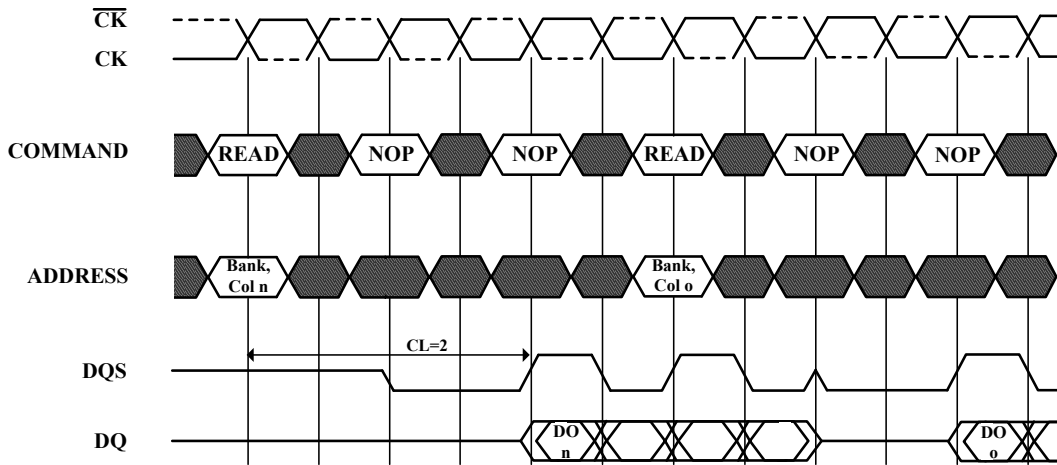 C̅K̅
CK
COMMAND READ NOP NOP READ NOP NOP
ADDRESS Bank, Col n Bank, Col o
CL=2
DQS
DQ DO n DO o